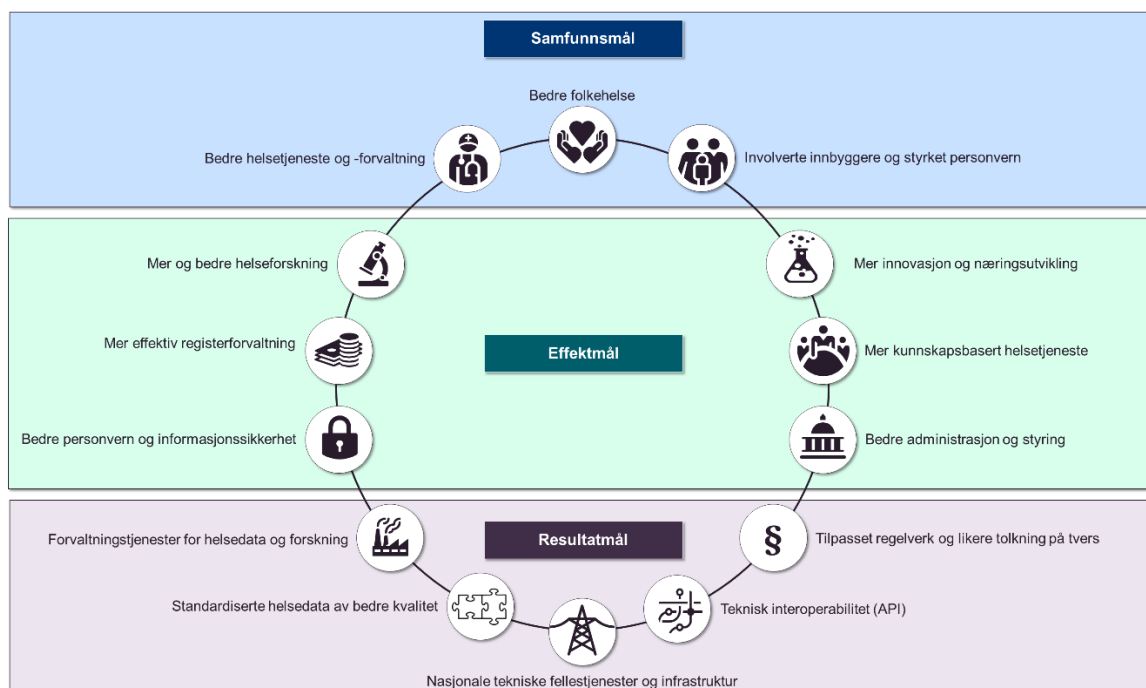 Samfunnsmål
Bedre folkehelse
Bedre helsetjeneste og -forvaltning
Involverte innbyggere og styrket personvern
Mer og bedre helseforskning
Mer innovasjon og næringsutvikling
Mer effektiv registerforvaltning
Effektmål
Mer kunnskapsbasert helsetjeneste
Bedre personvern og informasjonssikkerhet
Bedre administrasjon og styring
Forvaltningstjenester for helsedata og forskning
Resultatmål
§
Tilpasset regelverk og likere tolkning på tvers
Standardiserte helsedata av bedre kvalitet
Teknisk interoperabilitet (API)
Nasjonale tekniske fellestjenester og infrastruktur